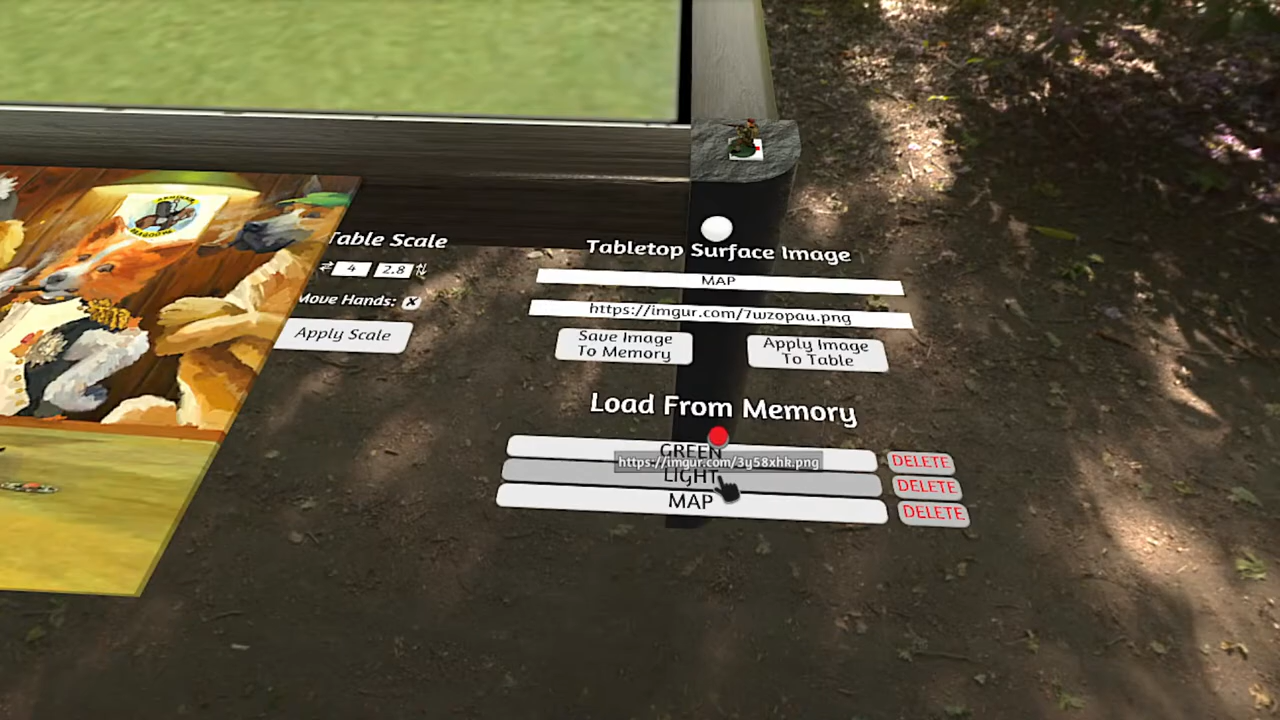 Table Scale
4
2.8
Move Hands: X
Apply Scale
Tabletop Surface Image
MAP
https://imgur.com/7wzopau.png
Save Image
To Memory
Apply Image
To Table
Load From Memory
GREEN
DELETE
https://imgur.com/3y58xhk.png
LIGHT
DELETE
MAP
DELETE